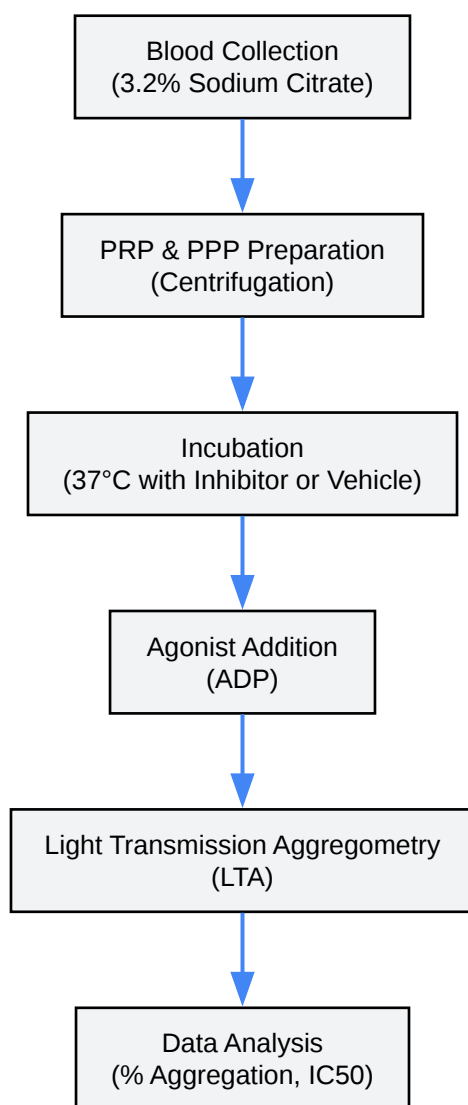 Blood Collection
(3.2% Sodium Citrate)
PRP & PPP Preparation
(Centrifugation)
Incubation
(37°C with Inhibitor or Vehicle)
Agonist Addition
(ADP)
Light Transmission Aggregometry
(LTA)
Data Analysis
(% Aggregation, IC50)